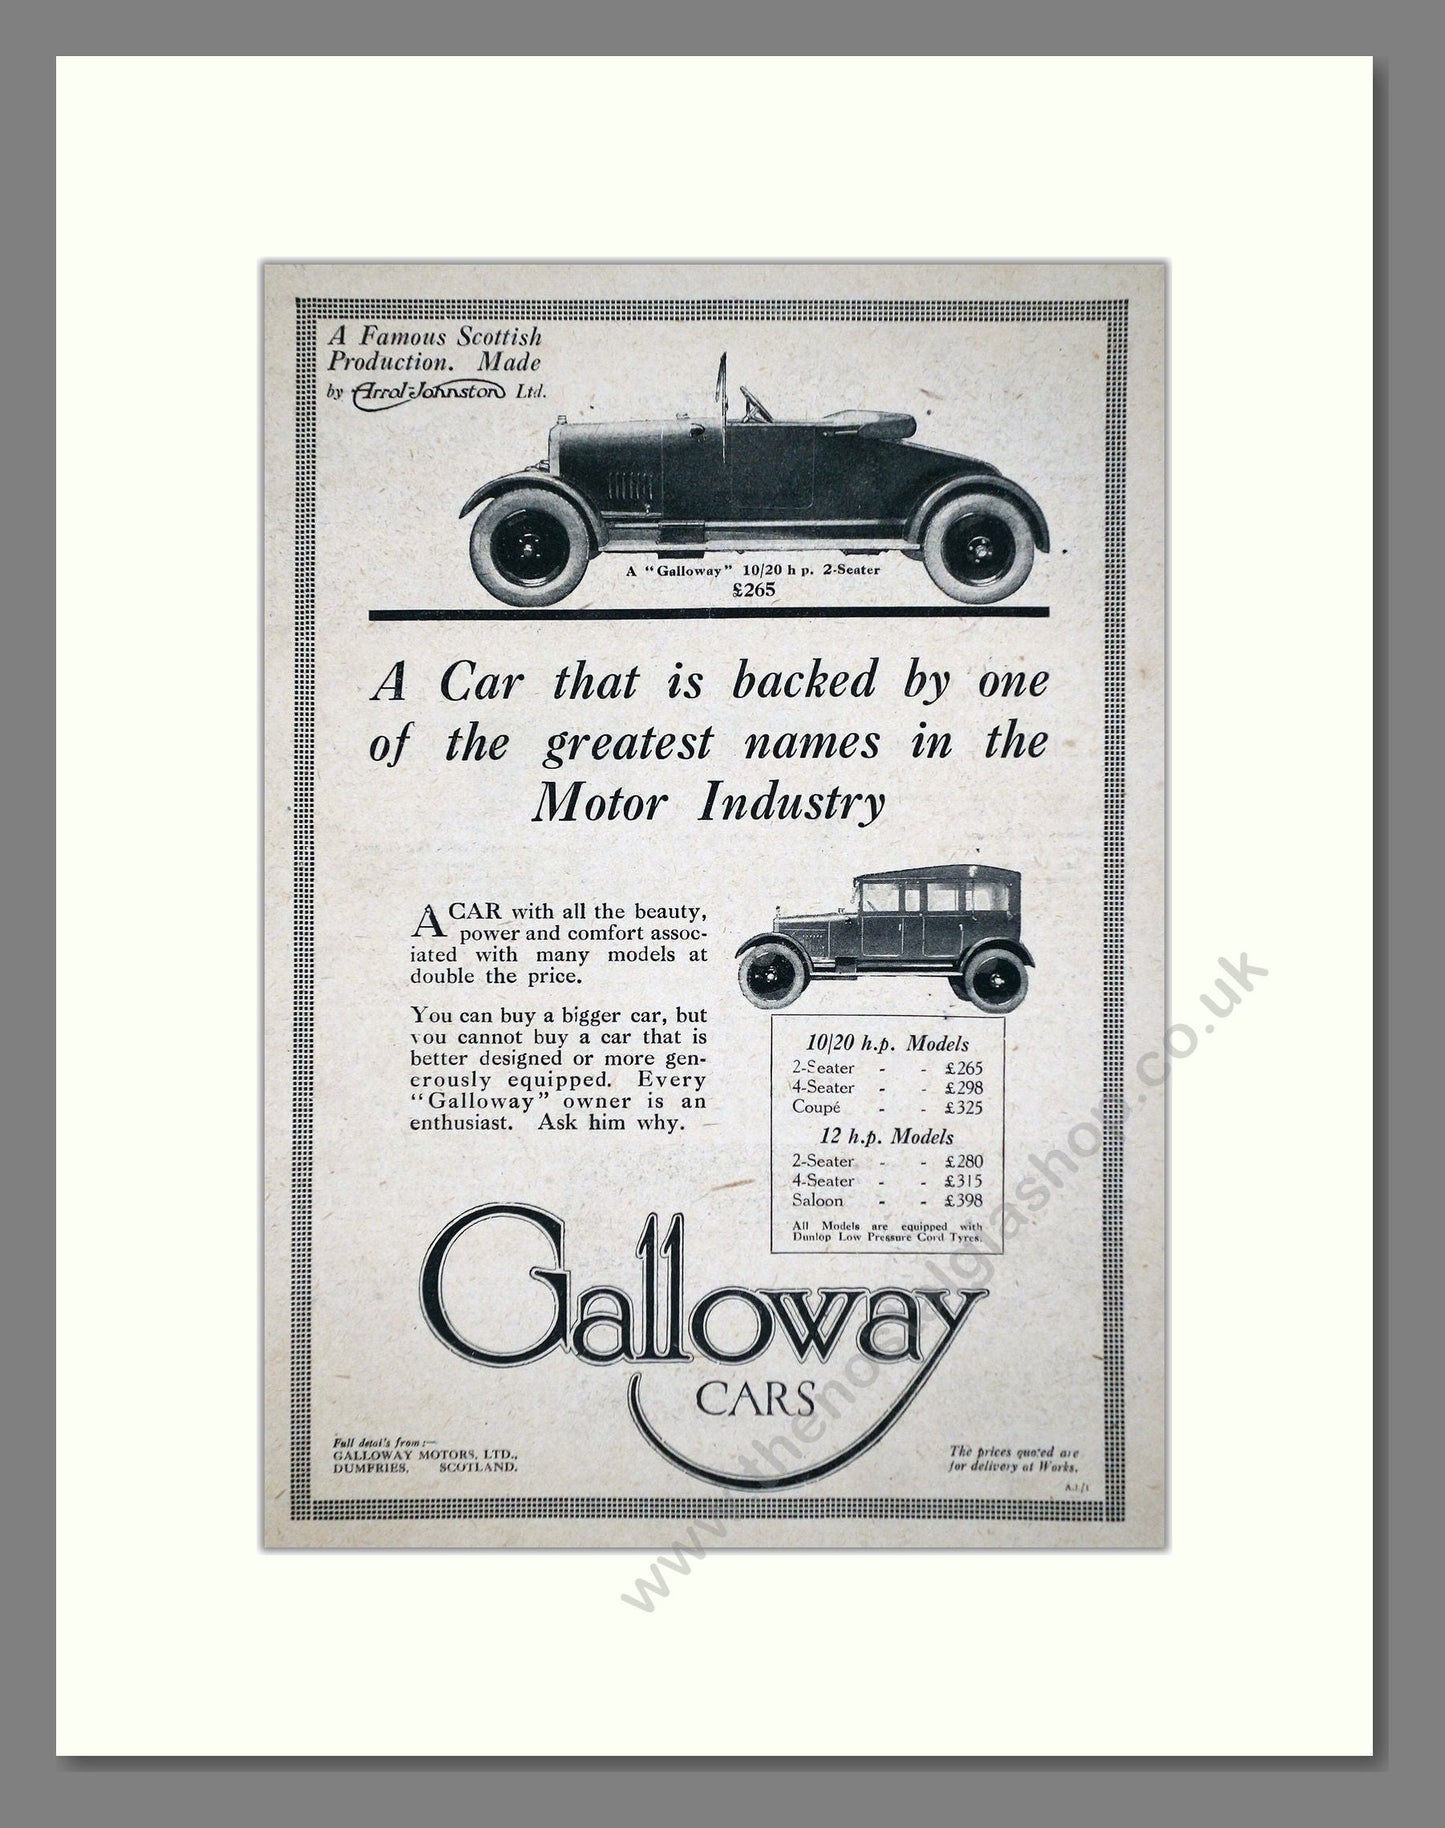 A Famous Scottish
Production. Made
by Arrol-Johnston Ltd.
A "Galloway" 10/20 h p. 2-Seater
£265
A Car that is backed by one
of the greatest names in the
Motor Industry
A CAR with all the beauty,
power and comfort assoc-
iated with many models at
double the price.
You can buy a bigger car, but
you cannot buy a car that is
better designed or more gen-
erously equipped. Every
"Galloway" owner is an
enthusiast. Ask him why.
10/20 h.p. Models
2-Seater - - £265
4-Seater - - £298
Coupé - - £325
12 h.p. Models
2-Seater - - £280
4-Seater - - £315
Saloon - - £398
All Models are equipped with
Dunlop Low Pressure Cord Tyres.
Galloway
CARS
Full details from:—
GALLOWAY MOTORS, LTD.,
DUMFRIES, SCOTLAND.
The prices quoted are
for delivery at Works.
A.J./1
www.thenostalgiashop.co.uk